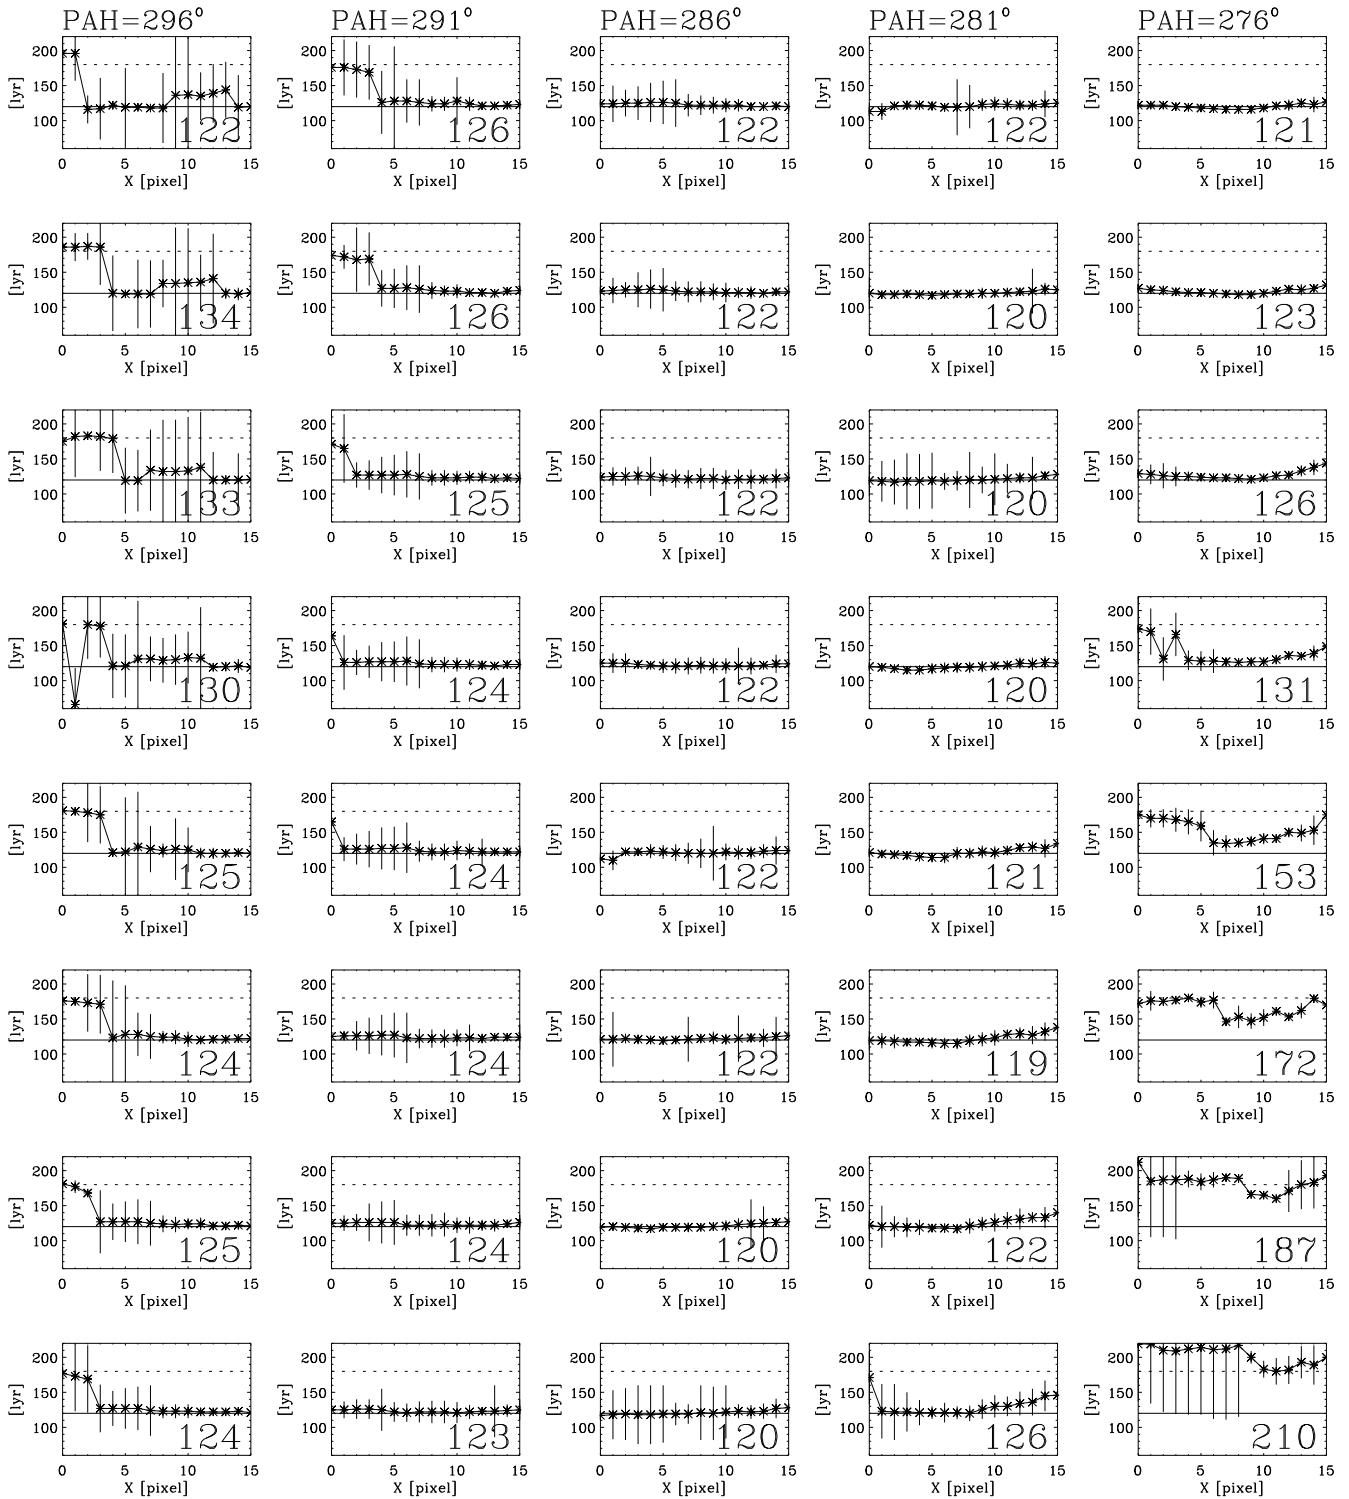 PAH=296° PAH=291° PAH=286° PAH=281° PAH=276°
200 200 200 200 200
[lyr] 150 [lyr] 150 [lyr] 150 [lyr] 150 [lyr] 150
100 100 100 100 100
122 126 122 122 121
0 5 10 15 0 5 10 15 0 5 10 15 0 5 10 15 0 5 10 15
X [pixel] X [pixel] X [pixel] X [pixel] X [pixel]
200 200 200 200 200
[lyr] 150 [lyr] 150 [lyr] 150 [lyr] 150 [lyr] 150
100 100 100 100 100
134 126 122 120 123
0 5 10 15 0 5 10 15 0 5 10 15 0 5 10 15 0 5 10 15
X [pixel] X [pixel] X [pixel] X [pixel] X [pixel]
200 200 200 200 200
[lyr] 150 [lyr] 150 [lyr] 150 [lyr] 150 [lyr] 150
100 100 100 100 100
133 125 122 120 126
0 5 10 15 0 5 10 15 0 5 10 15 0 5 10 15 0 5 10 15
X [pixel] X [pixel] X [pixel] X [pixel] X [pixel]
200 200 200 200 200
[lyr] 150 [lyr] 150 [lyr] 150 [lyr] 150 [lyr] 150
100 100 100 100 100
130 124 122 120 131
0 5 10 15 0 5 10 15 0 5 10 15 0 5 10 15 0 5 10 15
X [pixel] X [pixel] X [pixel] X [pixel] X [pixel]
200 200 200 200 200
[lyr] 150 [lyr] 150 [lyr] 150 [lyr] 150 [lyr] 150
100 100 100 100 100
125 124 122 121 153
0 5 10 15 0 5 10 15 0 5 10 15 0 5 10 15 0 5 10 15
X [pixel] X [pixel] X [pixel] X [pixel] X [pixel]
200 200 200 200 200
[lyr] 150 [lyr] 150 [lyr] 150 [lyr] 150 [lyr] 150
100 100 100 100 100
124 124 122 119 172
0 5 10 15 0 5 10 15 0 5 10 15 0 5 10 15 0 5 10 15
X [pixel] X [pixel] X [pixel] X [pixel] X [pixel]
200 200 200 200 200
[lyr] 150 [lyr] 150 [lyr] 150 [lyr] 150 [lyr] 150
100 100 100 100 100
125 124 120 122 187
0 5 10 15 0 5 10 15 0 5 10 15 0 5 10 15 0 5 10 15
X [pixel] X [pixel] X [pixel] X [pixel] X [pixel]
200 200 200 200 200
[lyr] 150 [lyr] 150 [lyr] 150 [lyr] 150 [lyr] 150
100 100 100 100 100
124 123 120 126 210
0 5 10 15 0 5 10 15 0 5 10 15 0 5 10 15 0 5 10 15
X [pixel] X [pixel] X [pixel] X [pixel] X [pixel]